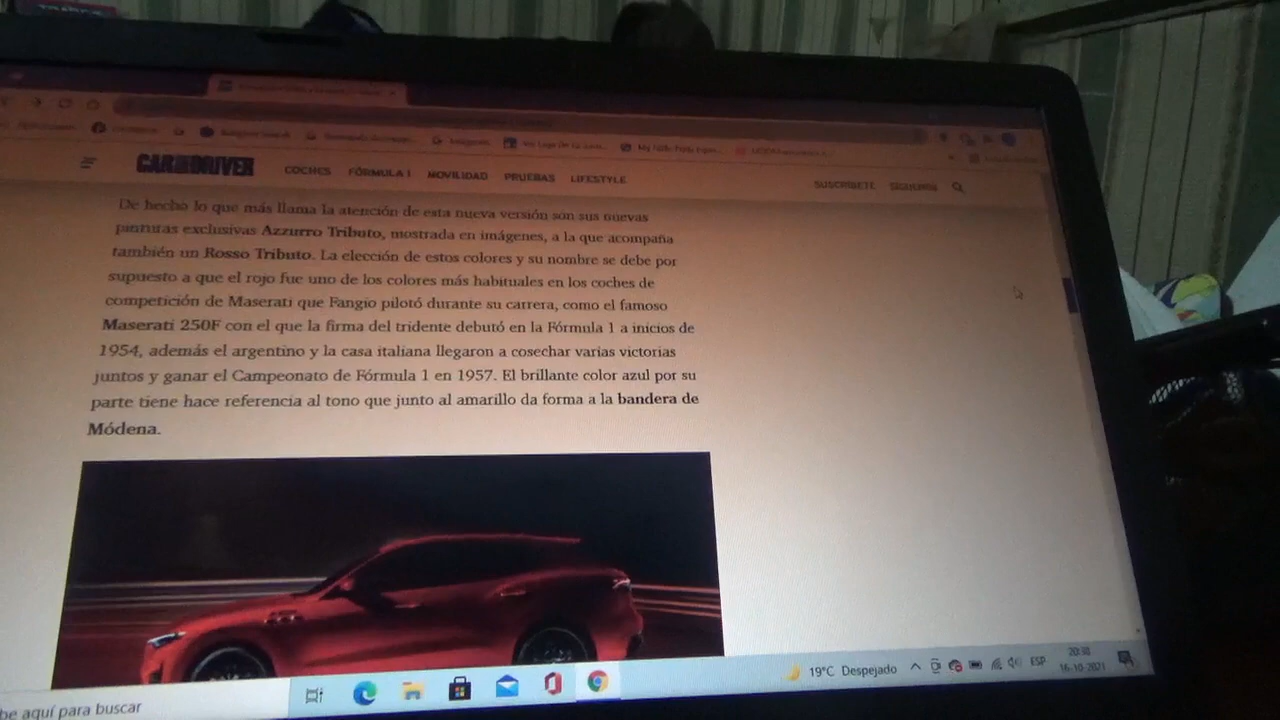 CAR AND DRIVER
COCHES FÓRMULA 1 MOVILIDAD PRUEBAS LIFESTYLE
SUSCRÍBETE SÍGUENOS
De hecho lo que más llama la atención de esta nueva versión son sus nuevas
pinturas exclusivas Azzurro Tributo, mostrada en imágenes, a la que acompaña
también un Rosso Tributo. La elección de estos colores y su nombre se debe por
supuesto a que el rojo fue uno de los colores más habituales en los coches de
competición de Maserati que Fangio pilotó durante su carrera, como el famoso
Maserati 250F con el que la firma del tridente debutó en la Fórmula 1 a inicios de
1954, además el argentino y la casa italiana llegaron a cosechar varias victorias
juntos y ganar el Campeonato de Fórmula 1 en 1957. El brillante color azul por su
parte tiene hace referencia al tono que junto al amarillo da forma a la bandera de
Módena.
be aquí para buscar
19°C Despejado
ESP
16-10-2021